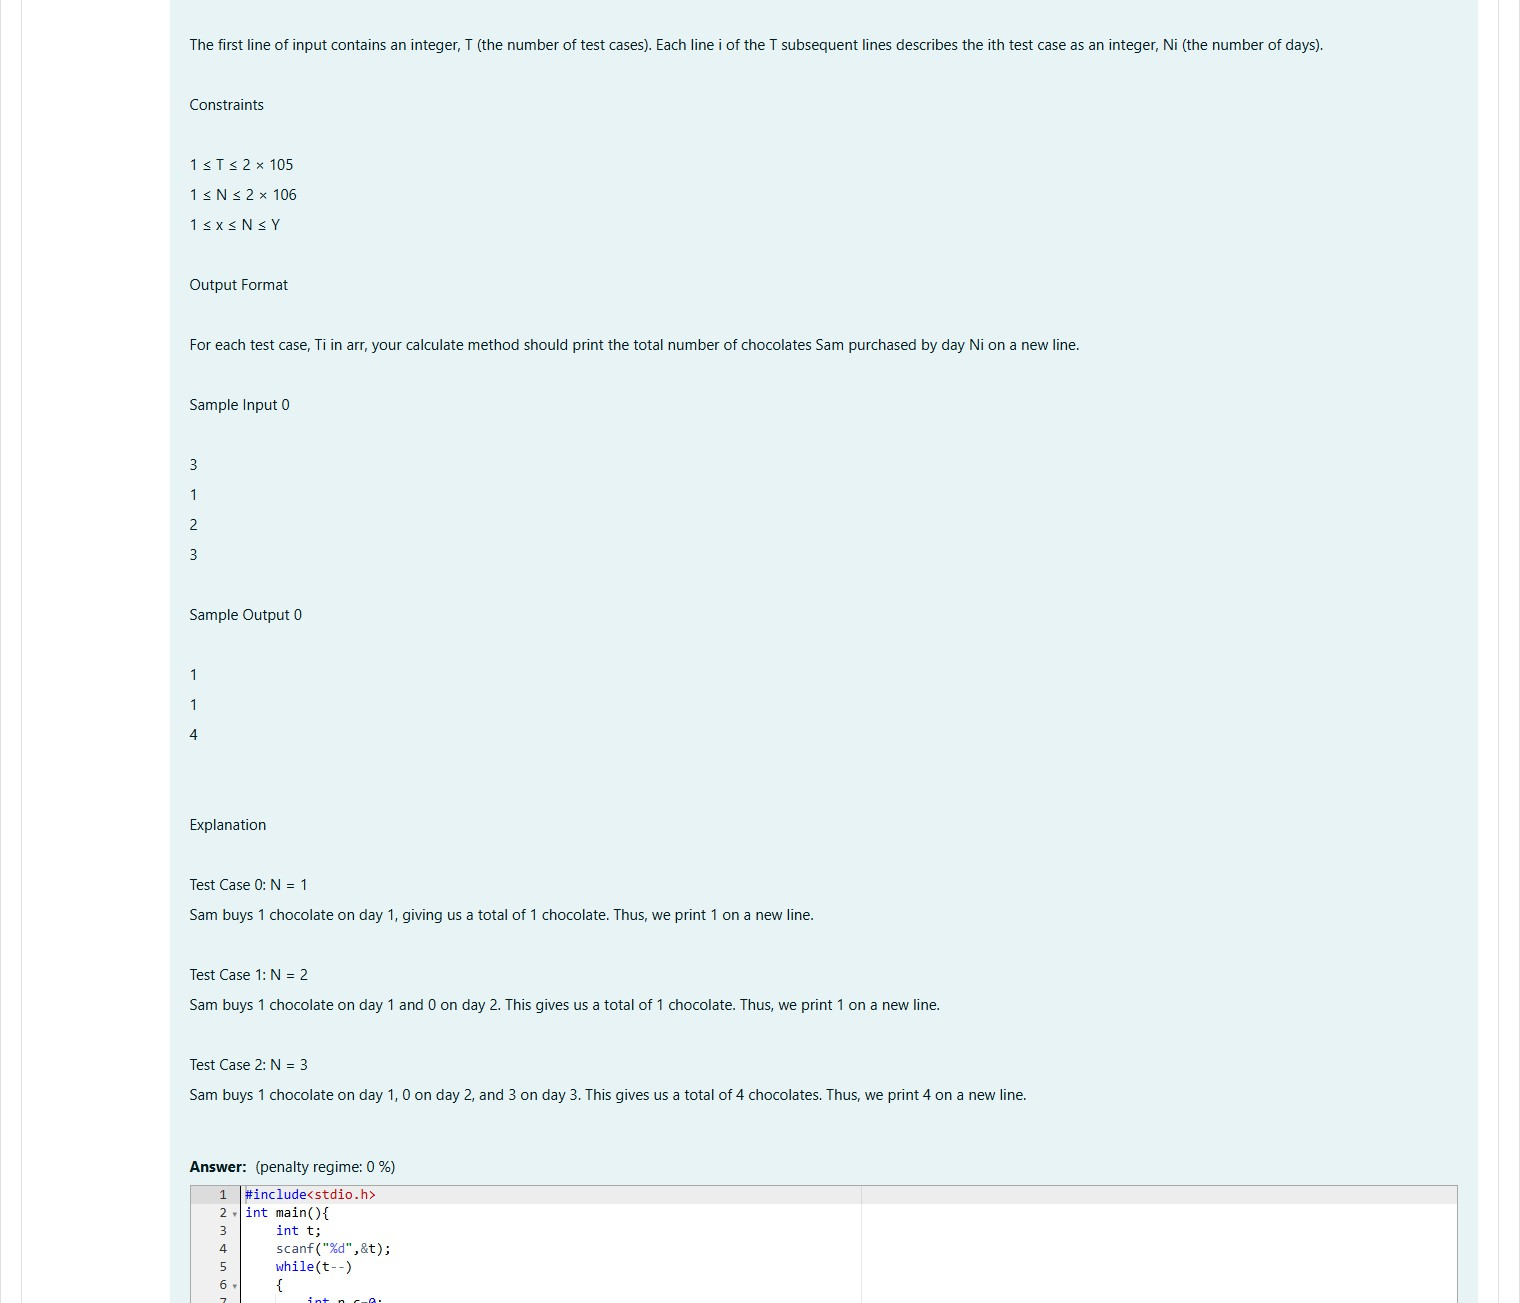 The first line of input contains an integer, T (the number of test cases). Each line i of the T subsequent lines describes the ith test case as an integer, Ni (the number of days).
Constraints
1 ≤ T ≤ 2 × 105
1 ≤ N ≤ 2 × 106
1 ≤ x ≤ N ≤ Y
Output Format
For each test case, Ti in arr, your calculate method should print the total number of chocolates Sam purchased by day Ni on a new line.
Sample Input 0
3
1
2
3
Sample Output 0
1
1
4
Explanation
Test Case 0: N = 1
Sam buys 1 chocolate on day 1, giving us a total of 1 chocolate. Thus, we print 1 on a new line.
Test Case 1: N = 2
Sam buys 1 chocolate on day 1 and 0 on day 2. This gives us a total of 1 chocolate. Thus, we print 1 on a new line.
Test Case 2: N = 3
Sam buys 1 chocolate on day 1, 0 on day 2, and 3 on day 3. This gives us a total of 4 chocolates. Thus, we print 4 on a new line.
Answer: (penalty regime: 0 %)
1 #include<stdio.h>
2 int main(){
3 int t;
4 scanf("%d",&t);
5 while(t--)
6 {
7 int n,c=0;